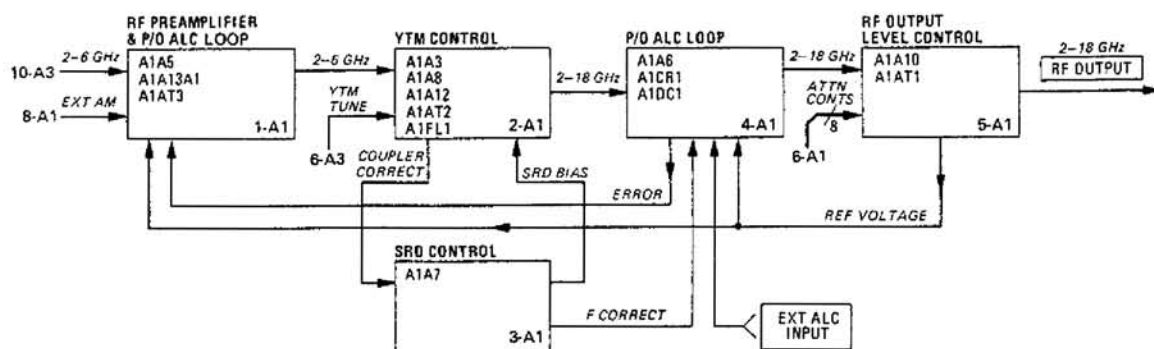 RF PREAMPLIFIER
& P/O ALC LOOP
YTM CONTROL
P/O ALC LOOP
RF OUTPUT
LEVEL CONTROL
10-A3
2–6 GHz
8-A1
EXT AM
A1A5
A1A13A1
A1AT3
1-A1
2–6 GHz
YTM
TUNE
6-A3
A1A3
A1A8
A1A12
A1AT2
A1FL1
2-A1
2–18 GHz
A1A6
A1CR1
A1DC1
4-A1
2–18 GHz
ATTN
CONTS
8
6-A1
A1A10
A1AT1
5-A1
2–18 GHz
RF OUTPUT
COUPLER
CORRECT
SRD BIAS
ERROR
REF VOLTAGE
SRD CONTROL
A1A7
3-A1
F CORRECT
EXT ALC
INPUT